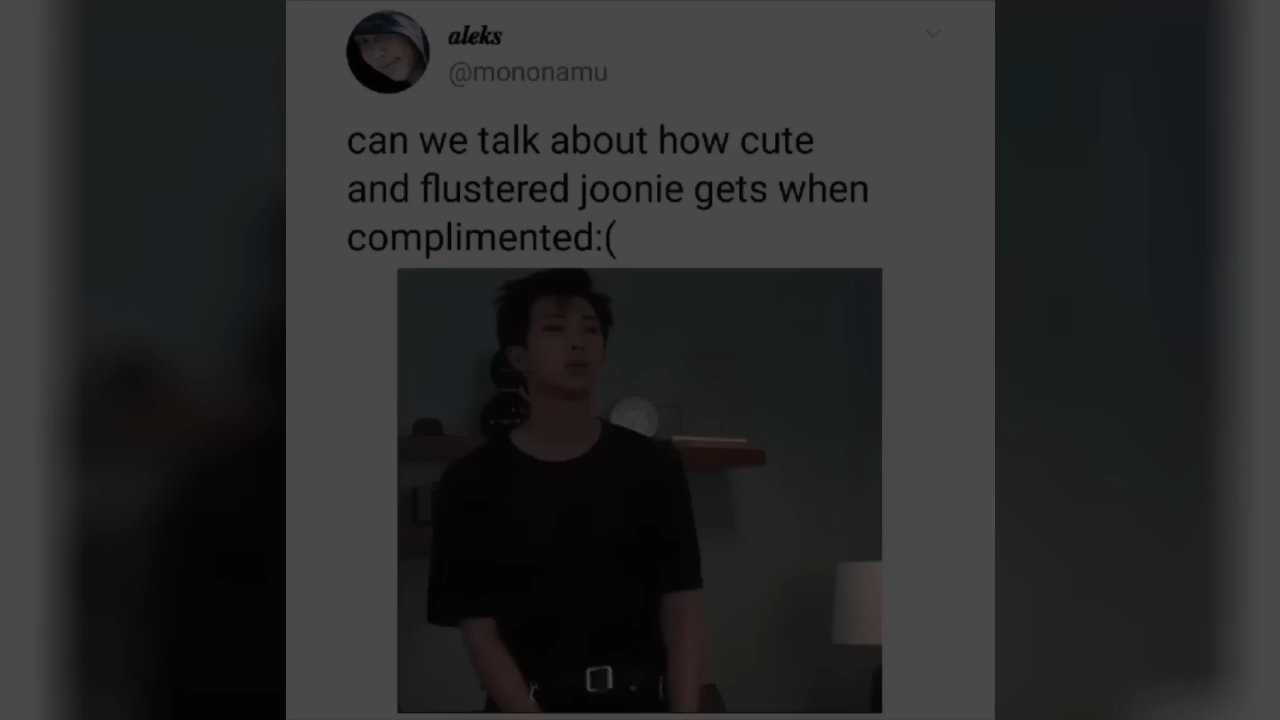 aleks
@mononamu
can we talk about how cute
and flustered joonie gets when
complimented:(